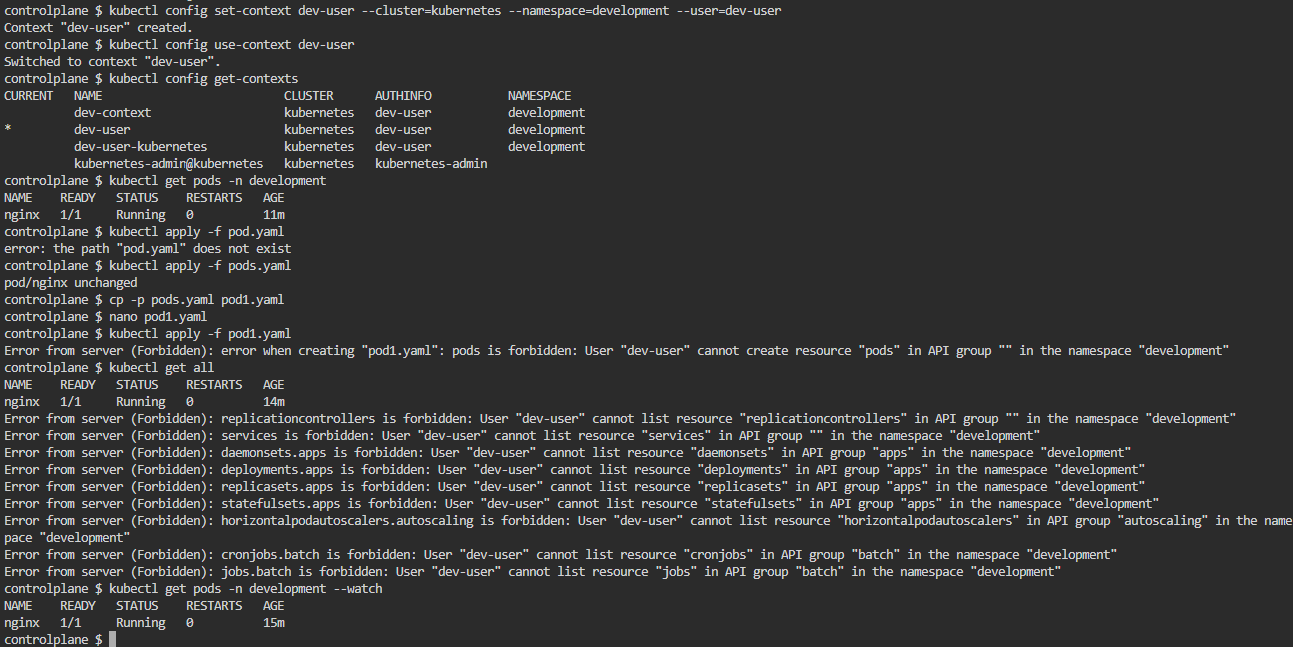 controlplane $ kubectl config set-context dev-user --cluster=kubernetes --namespace=development --user=dev-user
Context "dev-user" created.
controlplane $ kubectl config use-context dev-user
Switched to context "dev-user".
controlplane $ kubectl config get-contexts
CURRENT   NAME                          CLUSTER      AUTHINFO           NAMESPACE
          dev-context                   kubernetes   dev-user           development
*         dev-user                      kubernetes   dev-user           development
          dev-user-kubernetes           kubernetes   dev-user           development
          kubernetes-admin@kubernetes   kubernetes   kubernetes-admin
controlplane $ kubectl get pods -n development
NAME    READY   STATUS    RESTARTS   AGE
nginx   1/1     Running   0          11m
controlplane $ kubectl apply -f pod.yaml
error: the path "pod.yaml" does not exist
controlplane $ kubectl apply -f pods.yaml
pod/nginx unchanged
controlplane $ cp -p pods.yaml pod1.yaml
controlplane $ nano pod1.yaml
controlplane $ kubectl apply -f pod1.yaml
Error from server (Forbidden): error when creating "pod1.yaml": pods is forbidden: User "dev-user" cannot create resource "pods" in API group "" in the namespace "development"
controlplane $ kubectl get all
NAME    READY   STATUS    RESTARTS   AGE
nginx   1/1     Running   0          14m
Error from server (Forbidden): replicationcontrollers is forbidden: User "dev-user" cannot list resource "replicationcontrollers" in API group "" in the namespace "development"
Error from server (Forbidden): services is forbidden: User "dev-user" cannot list resource "services" in API group "" in the namespace "development"
Error from server (Forbidden): daemonsets.apps is forbidden: User "dev-user" cannot list resource "daemonsets" in API group "apps" in the namespace "development"
Error from server (Forbidden): deployments.apps is forbidden: User "dev-user" cannot list resource "deployments" in API group "apps" in the namespace "development"
Error from server (Forbidden): replicasets.apps is forbidden: User "dev-user" cannot list resource "replicasets" in API group "apps" in the namespace "development"
Error from server (Forbidden): statefulsets.apps is forbidden: User "dev-user" cannot list resource "statefulsets" in API group "apps" in the namespace "development"
Error from server (Forbidden): horizontalpodautoscalers.autoscaling is forbidden: User "dev-user" cannot list resource "horizontalpodautoscalers" in API group "autoscaling" in the name
pace "development"
Error from server (Forbidden): cronjobs.batch is forbidden: User "dev-user" cannot list resource "cronjobs" in API group "batch" in the namespace "development"
Error from server (Forbidden): jobs.batch is forbidden: User "dev-user" cannot list resource "jobs" in API group "batch" in the namespace "development"
controlplane $ kubectl get pods -n development --watch
NAME    READY   STATUS    RESTARTS   AGE
nginx   1/1     Running   0          15m
controlplane $